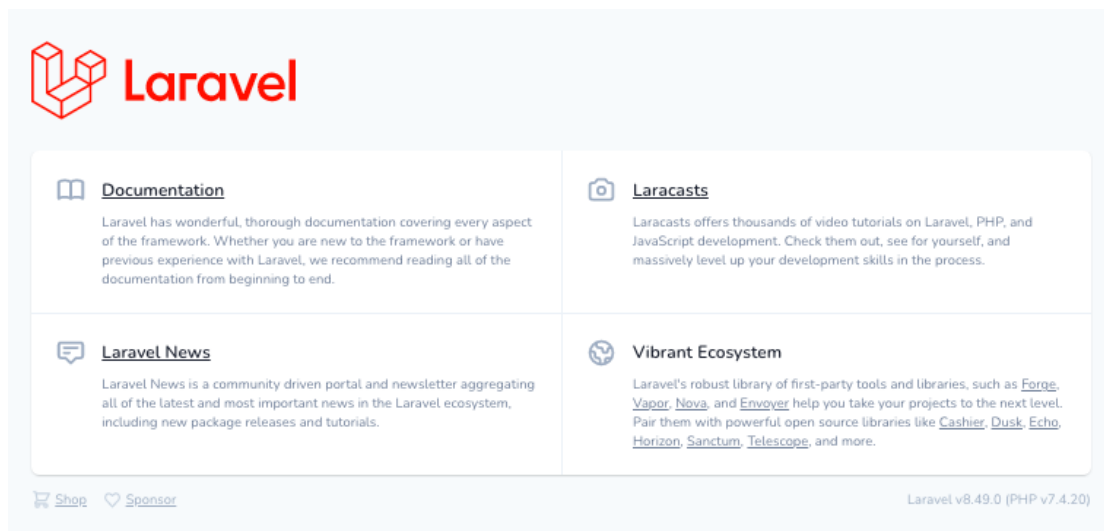 Laravel
Documentation
Laravel has wonderful, thorough documentation covering every aspect
of the framework. Whether you are new to the framework or have
previous experience with Laravel, we recommend reading all of the
documentation from beginning to end.
Laracasts
Laracasts offers thousands of video tutorials on Laravel, PHP, and
JavaScript development. Check them out, see for yourself, and
massively level up your development skills in the process.
Laravel News
Laravel News is a community driven portal and newsletter aggregating
all of the latest and most important news in the Laravel ecosystem,
including new package releases and tutorials.
Vibrant Ecosystem
Laravel's robust library of first-party tools and libraries, such as Forge,
Vapor, Nova, and Envoyer help you take your projects to the next level.
Pair them with powerful open source libraries like Cashier, Dusk, Echo,
Horizon, Sanctum, Telescope, and more.
Shop
Sponsor
Laravel v8.49.0 (PHP v7.4.20)